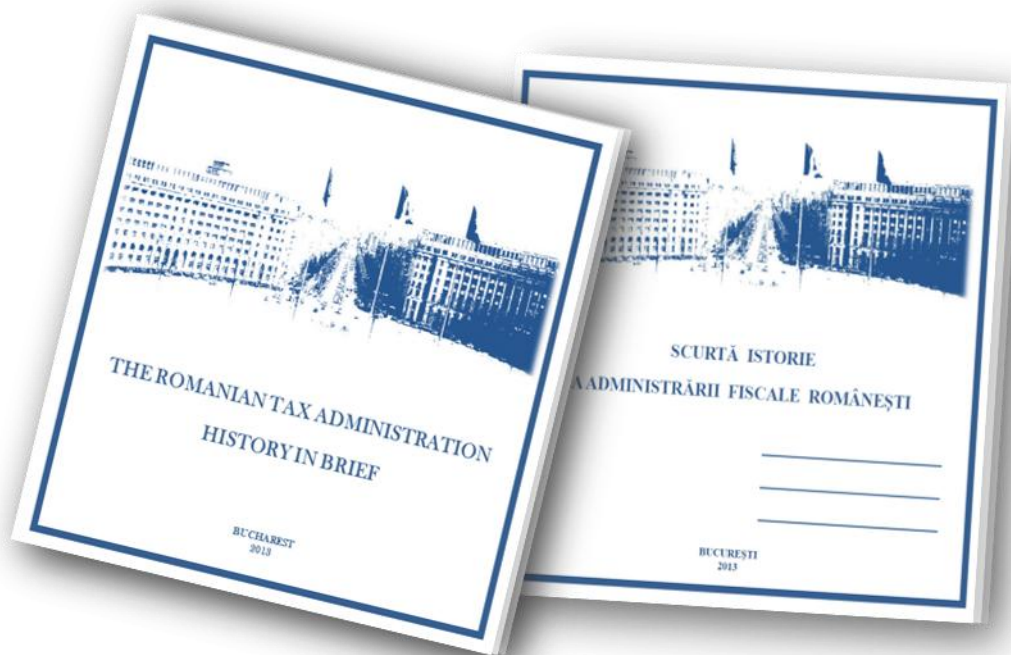 THE ROMANIAN TAX ADMINISTRATION
HISTORY IN BRIEF
BUCHAREST
2013
SCURTĂ ISTORIE
A ADMINISTRĂRII FISCALE ROMÂNEȘTI
BUCUREȘTI
2013